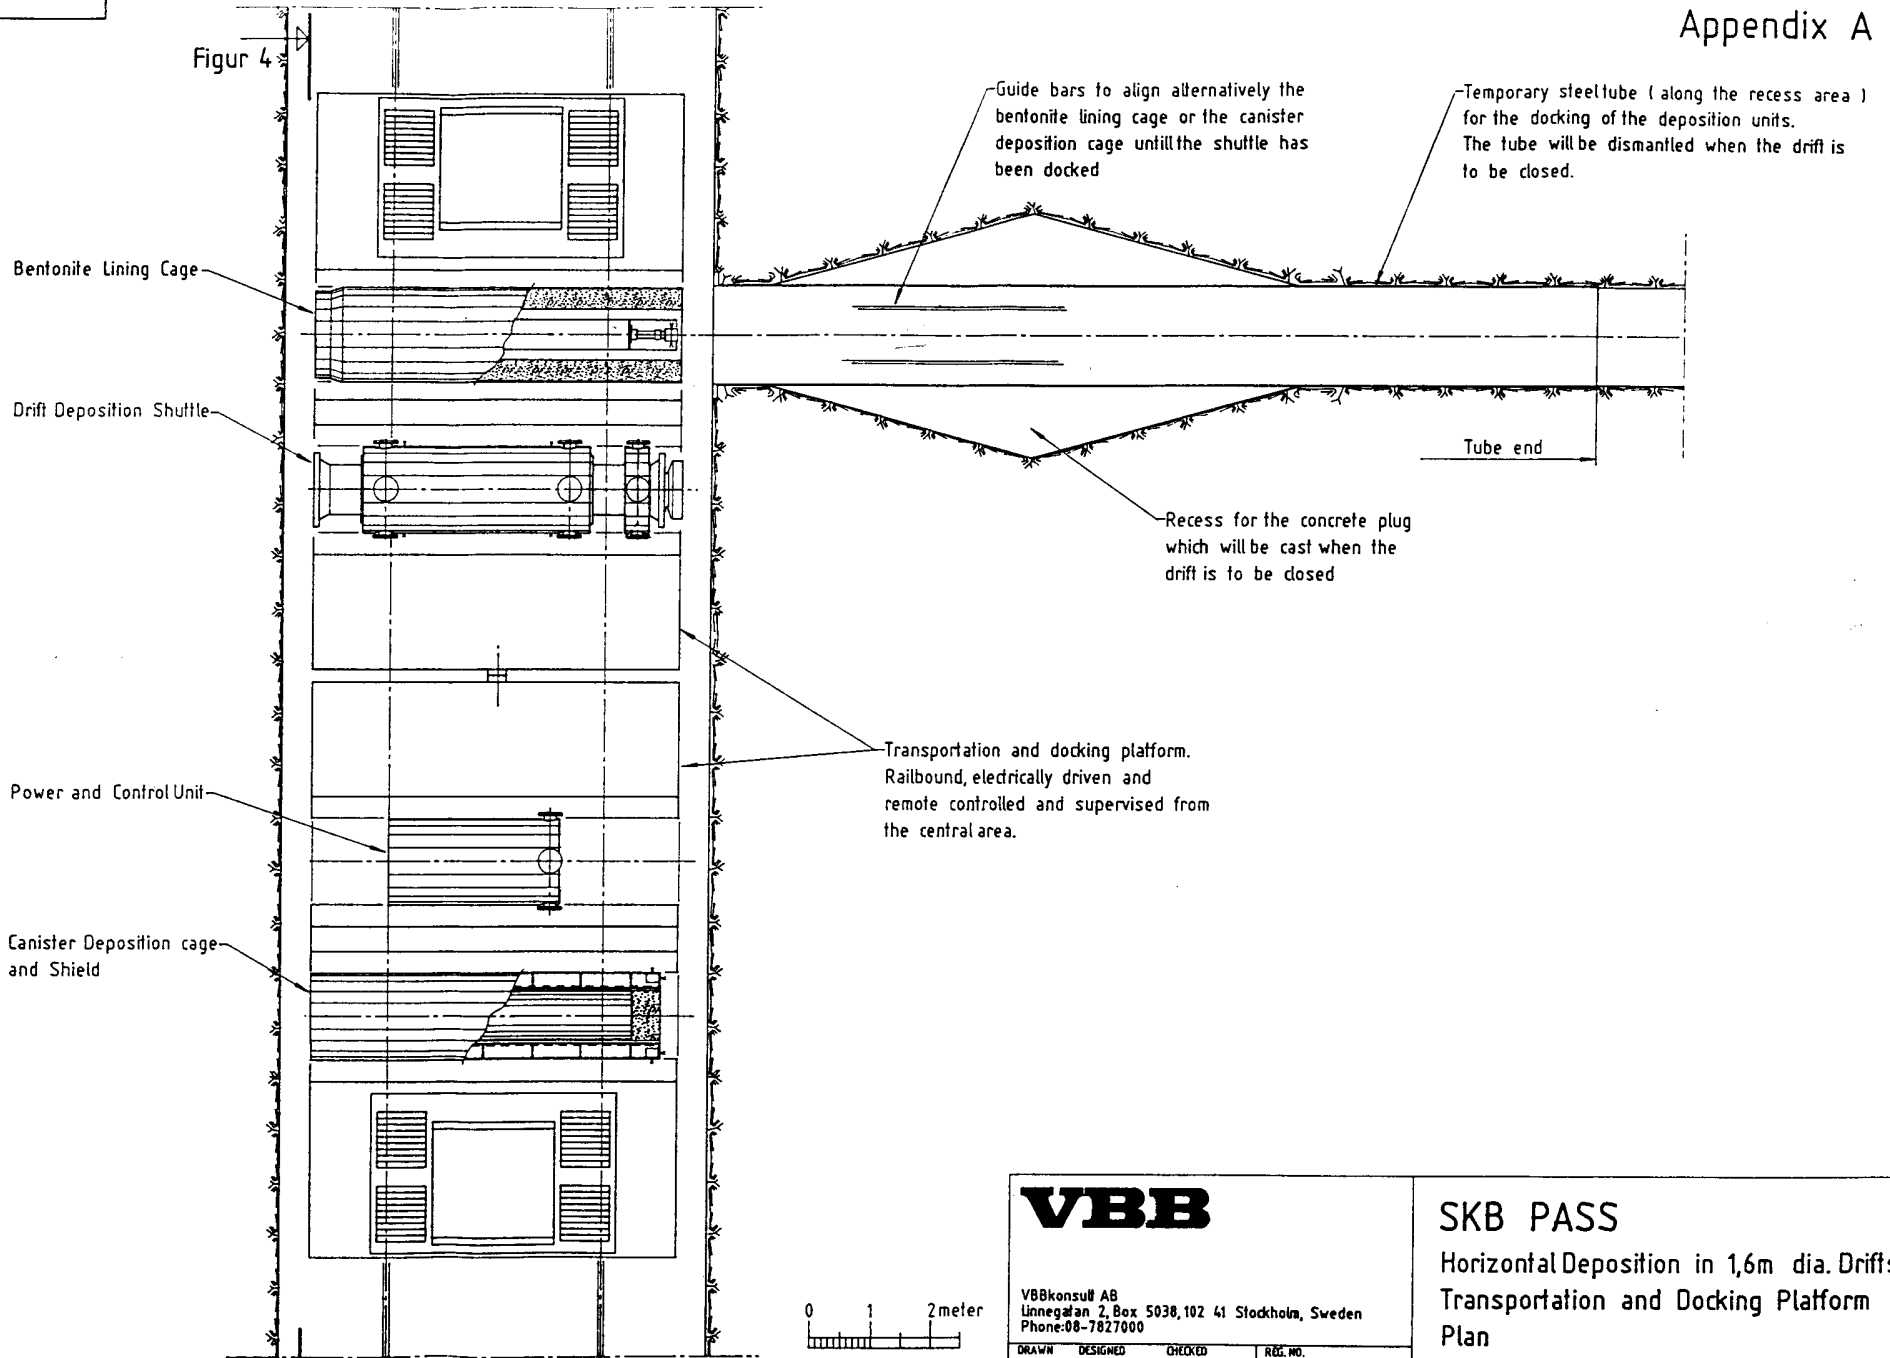 Appendix A
Figur 4
Guide bars to align alternatively the
bentonite lining cage or the canister
deposition cage untill the shuttle has
been docked
Temporary steel tube ( along the recess area )
for the docking of the deposition units.
The tube will be dismantled when the drift is
to be closed.
Bentonite Lining Cage
Drift Deposition Shuttle
Tube end
Recess for the concrete plug
which will be cast when the
drift is to be closed
Transportation and docking platform.
Railbound, electrically driven and
remote controlled and supervised from
the central area.
Power and Control Unit
Canister Deposition cage
and Shield
0 1 2 meter
VBB
VBBkonsult AB
Linnegatan 2, Box 5038, 102 41 Stockholm, Sweden
Phone:08-7827000
DRAWN DESIGNED CHECKED REG. NO.
SKB PASS
Horizontal Deposition in 1,6m dia. Drifts
Transportation and Docking Platform
Plan